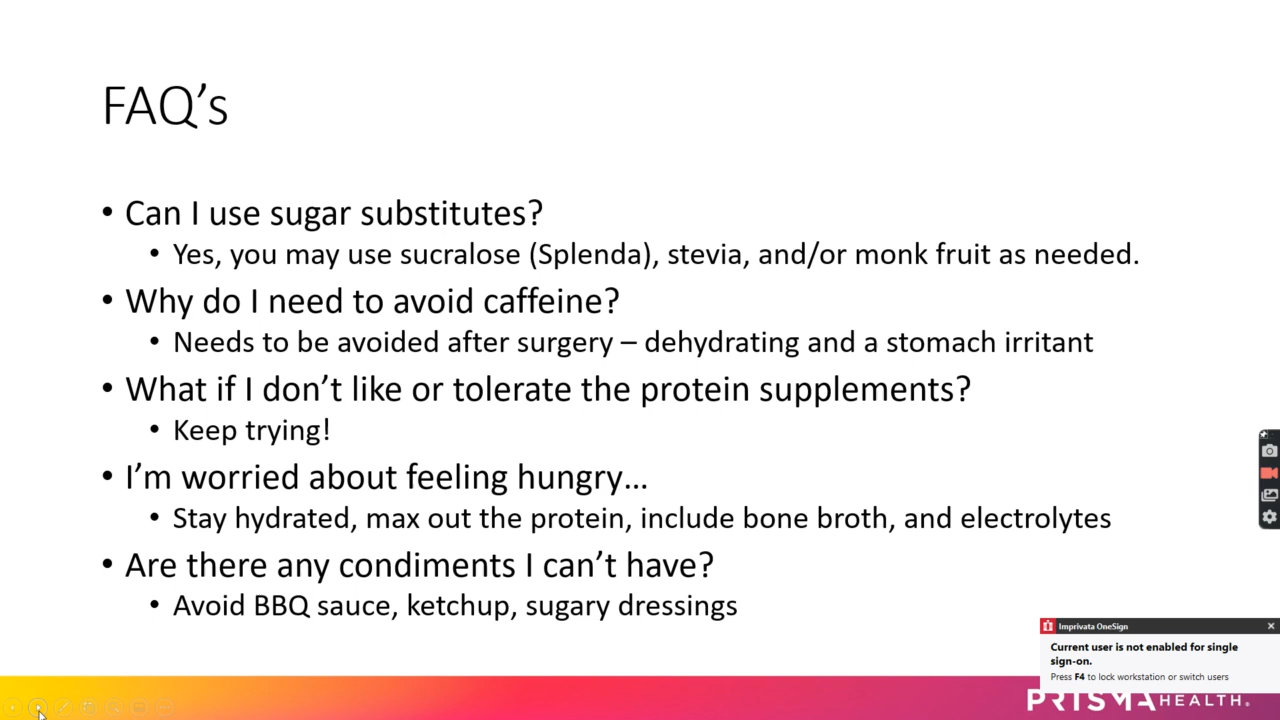 FAQ’s
• Can I use sugar substitutes?
• Yes, you may use sucralose (Splenda), stevia, and/or monk fruit as needed.
• Why do I need to avoid caffeine?
• Needs to be avoided after surgery – dehydrating and a stomach irritant
• What if I don’t like or tolerate the protein supplements?
• Keep trying!
• I’m worried about feeling hungry…
• Stay hydrated, max out the protein, include bone broth, and electrolytes
• Are there any condiments I can’t have?
• Avoid BBQ sauce, ketchup, sugary dressings
Imprivata OneSign
Current user is not enabled for single
sign-on.
Press F4 to lock workstation or switch users
PRISMA HEALTH.